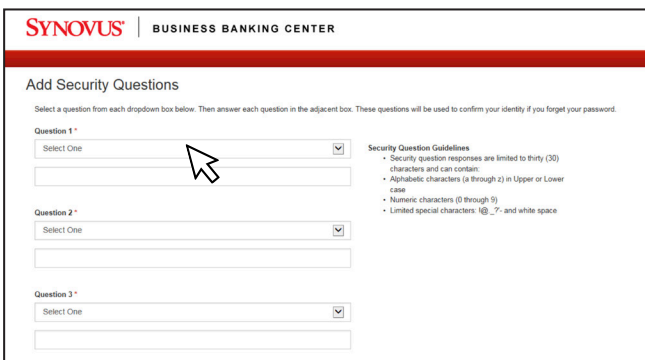 SYNOVUS® BUSINESS BANKING CENTER
Add Security Questions
Select a question from each dropdown box below. Then answer each question in the adjacent box. These questions will be used to confirm your identity if you forget your password.
Question 1 *
Select One
Security Question Guidelines
• Security question responses are limited to thirty (30)
characters and can contain:
• Alphabetic characters (a through z) in Upper or Lower
case
• Numeric characters (0 through 9)
• Limited special characters: !@._?'- and white space
Question 2 *
Select One
Question 3 *
Select One